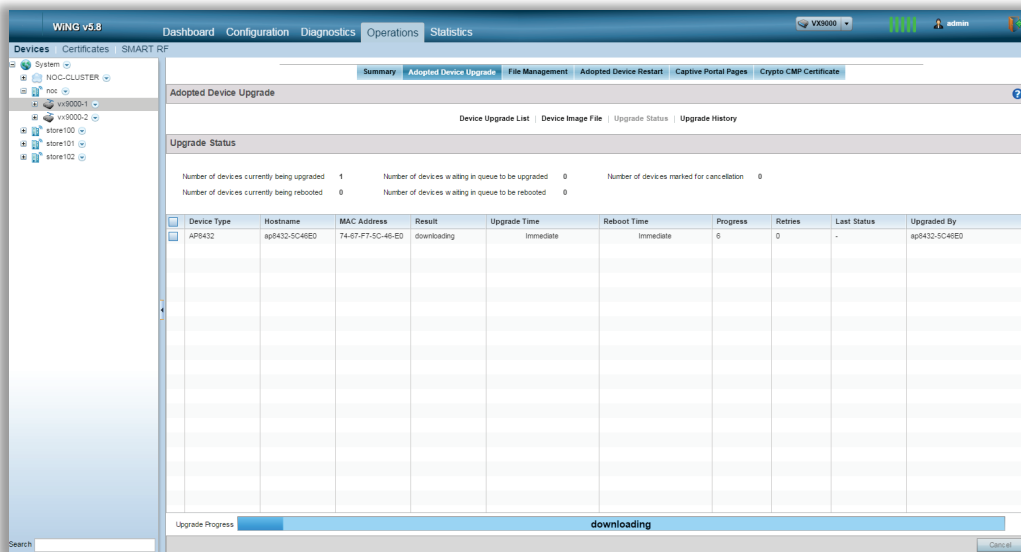 WiNG v5.8
Dashboard Configuration Diagnostics Operations Statistics
VX9000
admin
Devices Certificates SMART RF
System
NOC-CLUSTER
noc
vx9000-1
vx9000-2
store100
store101
store102
Summary Adopted Device Upgrade File Management Adopted Device Restart Captive Portal Pages Crypto CMP Certificate
Adopted Device Upgrade
?
Device Upgrade List | Device Image File | Upgrade Status | Upgrade History
Upgrade Status
Number of devices currently being upgraded 1 Number of devices waiting in queue to be upgraded 0 Number of devices marked for cancellation 0
Number of devices currently being rebooted 0 Number of devices waiting in queue to be rebooted 0
Device Type Hostname MAC Address Result Upgrade Time Reboot Time Progress Retries Last Status Upgraded By
AP8432 ap8432-5C46E0 74-67-F7-5C-46-E0 downloading Immediate Immediate 6 0 - ap8432-5C46E0
Upgrade Progress downloading
Search
Cancel